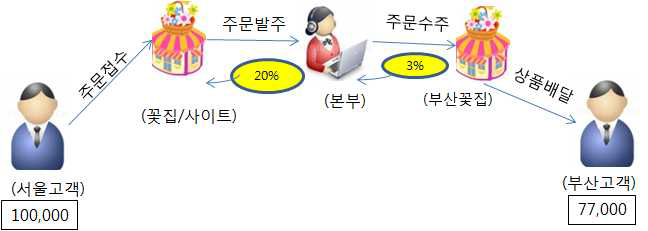 주문접수
주문발주
주문수주
상품배달
20%
3%
(꽃집/사이트)
(본부)
(부산꽃집)
(서울고객)
(부산고객)
100,000
77,000